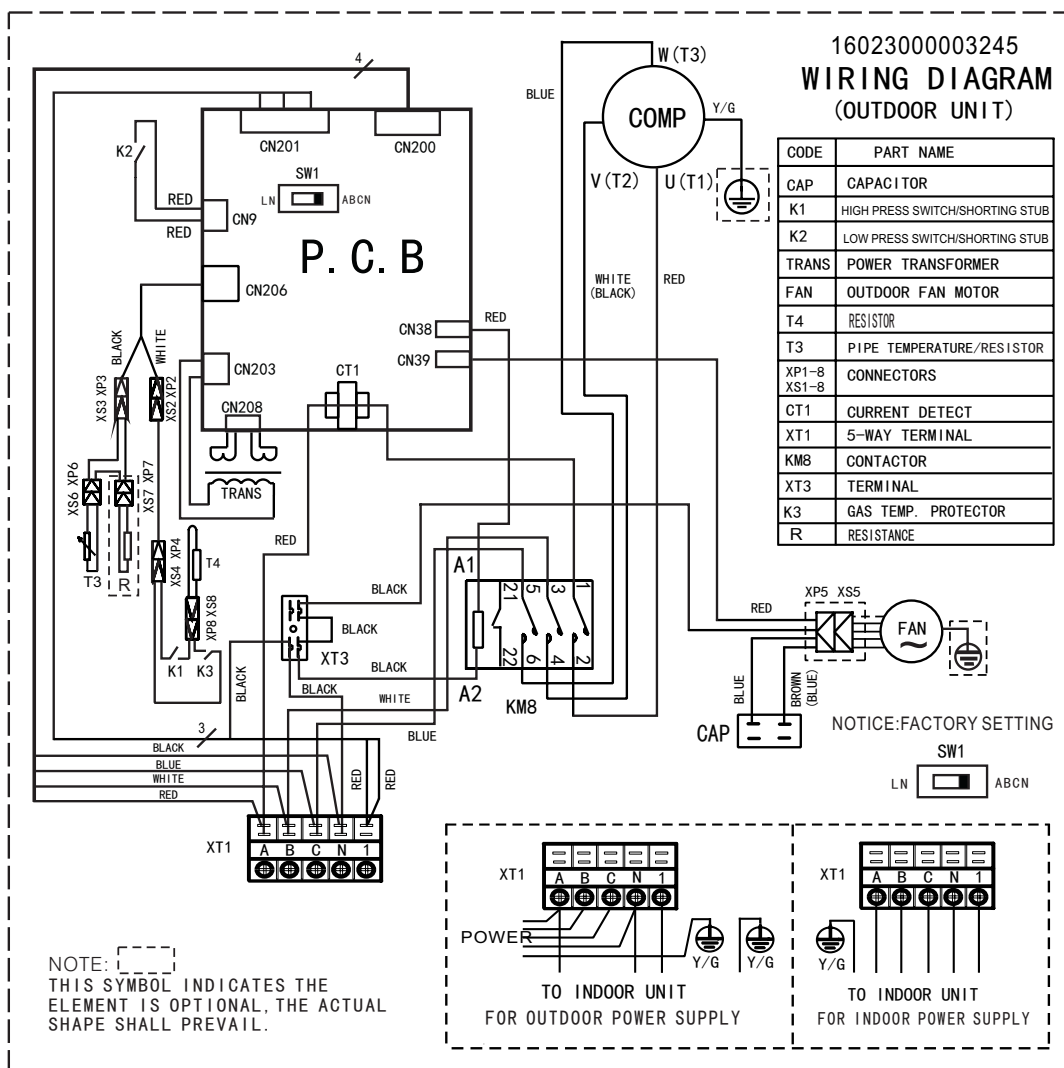 16023000003245
WIRING DIAGRAM
(OUTDOOR UNIT)
CODE PART NAME
CAP CAPACITOR
K1 HIGH PRESS SWITCH/SHORTING STUB
K2 LOW PRESS SWITCH/SHORTING STUB
TRANS POWER TRANSFORMER
FAN OUTDOOR FAN MOTOR
T4 RESISTOR
T3 PIPE TEMPERATURE/RESISTOR
XP1-8
XS1-8
CONNECTORS
CT1 CURRENT DETECT
XT1 5-WAY TERMINAL
KM8 CONTACTOR
XT3 TERMINAL
K3 GAS TEMP. PROTECTOR
R RESISTANCE
4
CN201
CN200
SW1
LN
ABCN
K2
RED
RED
CN9
P.C.B
CN206
CN38
CN39
RED
CN203
CT1
CN208
TRANS
BLACK
WHITE
XS3 XP3
XS2 XP2
XS6 XP6
XS7 XP7
XS4 XP4
XP8 XS8
T3
R
T4
K1
K3
W(T3)
BLUE
COMP
Y/G
V(T2)
U(T1)
WHITE
(BLACK)
RED
RED
A1
21
5
3
1
22
6
4
2
A2
KM8
BLACK
BLACK
XT3
BLACK
BLACK
BLACK
WHITE
BLUE
3
BLACK
BLUE
WHITE
RED
RED
RED
XT1
A B C N 1
XP5 XS5
RED
FAN
~
BLUE
BROWN
(BLUE)
CAP
NOTICE:FACTORY SETTING
SW1
LN
ABCN
XT1
A B C N 1
POWER
Y/G
Y/G
TO INDOOR UNIT
FOR OUTDOOR POWER SUPPLY
XT1
A B C N 1
Y/G
TO INDOOR UNIT
FOR INDOOR POWER SUPPLY
NOTE:
THIS SYMBOL INDICATES THE
ELEMENT IS OPTIONAL, THE ACTUAL
SHAPE SHALL PREVAIL.